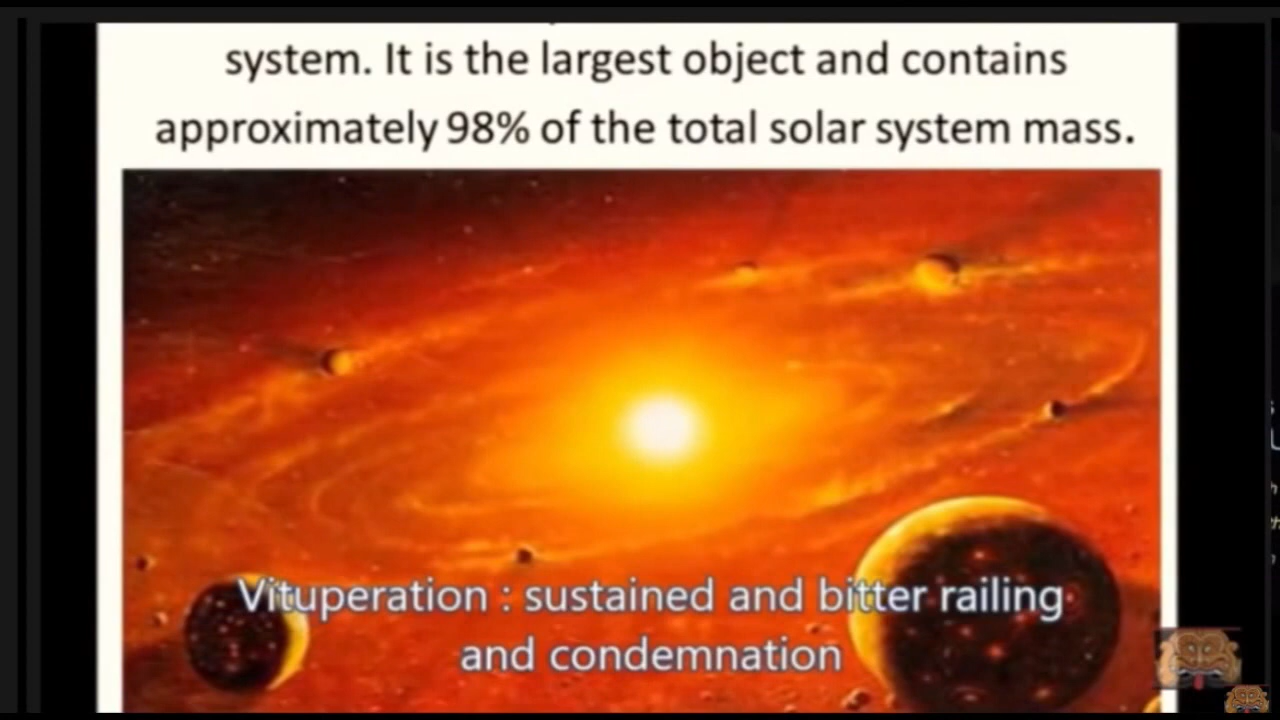 system. It is the largest object and contains
approximately 98% of the total solar system mass.
Vituperation : sustained and bitter railing
and condemnation